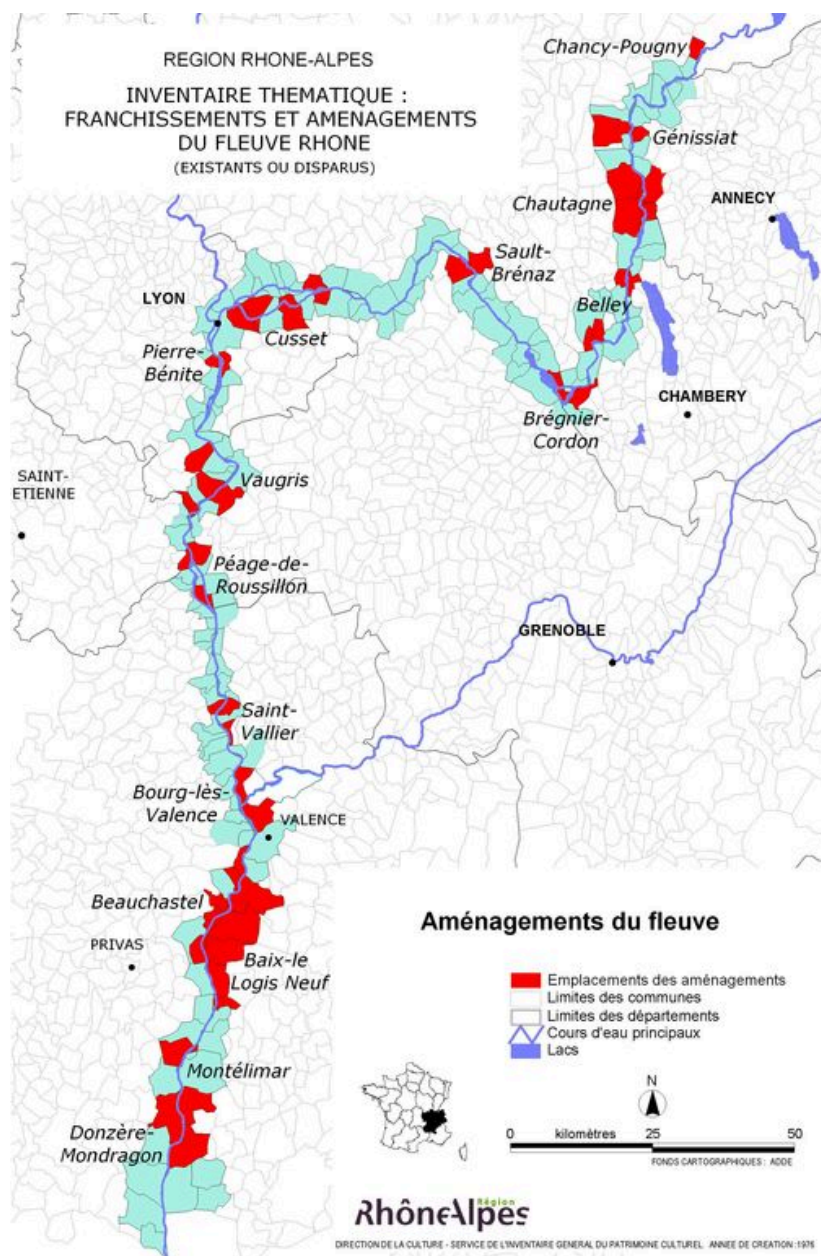 REGION RHONE-ALPES
INVENTAIRE THEMATIQUE :
FRANCHISSEMENTS ET AMENAGEMENTS
DU FLEUVE RHONE
(EXISTANTS OU DISPARUS)
Chancy-Pougny
Génissiat
Chautagne
ANNECY
Sault-
Brénaz
LYON
Belley
Cusset
Pierre-
Bénite
CHAMBERY
Brégnier-
Cordon
SAINT-
ETIENNE
Vaugris
Péage-de-
Roussillon
GRENOBLE
Saint-
Vallier
Bourg-lès-
Valence
VALENCE
Beauchastel
PRIVAS
Baix-le
Logis Neuf
Montélimar
Donzère-
Mondragon
Aménagements du fleuve
Emplacements des aménagements
Limites des communes
Limites des départements
Cours d'eau principaux
Lacs
N
0 kilomètres 25 50
FONDS CARTOGRAPHIQUES : ADDE
Région
RhôneAlpes
DIRECTION DE LA CULTURE - SERVICE DE L'INVENTAIRE GENERAL DU PATRIMOINE CULTUREL ANNEE DE CREATION :1976